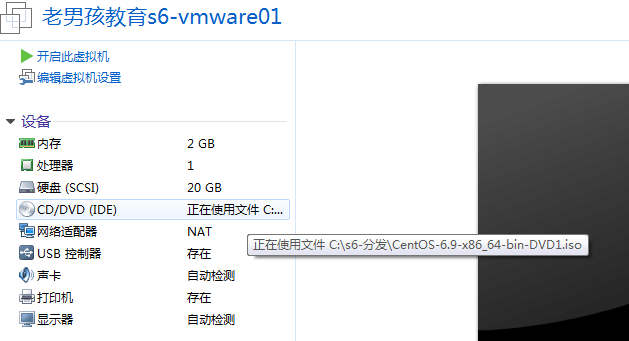 老男孩教育s6-vmware01
开启此虚拟机
编辑虚拟机设置
设备
内存 2 GB
处理器 1
硬盘 (SCSI) 20 GB
CD/DVD (IDE) 正在使用文件 C:...
网络适配器 NAT
正在使用文件 C:\s6-分发\CentOS-6.9-x86_64-bin-DVD1.iso
USB 控制器 存在
声卡 自动检测
打印机 存在
显示器 自动检测